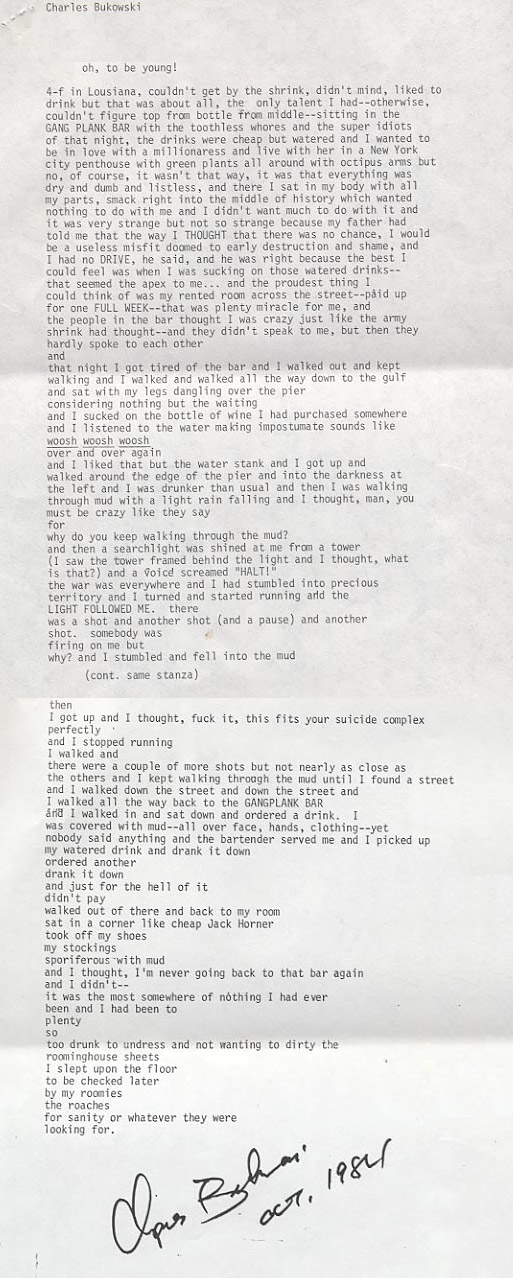 Charles Bukowski
oh, to be young!
4-f in Lousiana, couldn't get by the shrink, didn't mind, liked to
drink but that was about all, the only talent I had--otherwise,
couldn't figure top from bottom from middle--sitting in the
GANG PLANK BAR with the toothless whores and the super idiots
of that night, the drinks were cheap but watered and I wanted to
be in love with a millionaress and live with her in a New York
city penthouse with green plants all around with octipus arms but
no, of course, it wasn't that way, it was that everything was
dry and dumb and listless, and there I sat in my body with all
my parts, smack right into the middle of history which wanted
nothing to do with me and I didn't want much to do with it and
it was very strange but not so strange because my father had
told me that the way I THOUGHT that there was no chance, I would
be a useless misfit doomed to early destruction and shame, and
I had no DRIVE, he said, and he was right because the best I
could feel was when I was sucking on those watered drinks--
that seemed the apex to me... and the proudest thing I
could think of was my rented room across the street--paid up
for one FULL WEEK--that was plenty miracle for me, and
the people in the bar thought I was crazy just like the army
shrink had thought--and they didn't speak to me, but then they
hardly spoke to each other
and
that night I got tired of the bar and I walked out and kept
walking and I walked and walked all the way down to the gulf
and sat with my legs dangling over the pier
considering nothing but the waiting
and I sucked on the bottle of wine I had purchased somewhere
and I listened to the water making impostumate sounds like
woosh woosh woosh
over and over again
and I liked that but the water stank and I got up and
walked around the edge of the pier and into the darkness at
the left and I was drunker than usual and then I was walking
through mud with a light rain falling and I thought, man, you
must be crazy like they say
for
why do you keep walking through the mud?
and then a searchlight was shined at me from a tower
(I saw the tower framed behind the light and I thought, what
is that?) and a Voice screamed "HALT!"
the war was everywhere and I had stumbled into precious
territory and I turned and started running and the
LIGHT FOLLOWED ME. there
was a shot and another shot (and a pause) and another
shot. somebody was
firing on me but
why? and I stumbled and fell into the mud
(cont. same stanza)
then
I got up and I thought, fuck it, this fits your suicide complex
perfectly
and I stopped running
I walked and
there were a couple of more shots but not nearly as close as
the others and I kept walking through the mud until I found a street
and I walked down the street and down the street and
I walked all the way back to the GANGPLANK BAR
and I walked in and sat down and ordered a drink. I
was covered with mud--all over face, hands, clothing--yet
nobody said anything and the bartender served me and I picked up
my watered drink and drank it down
ordered another
drank it down
and just for the hell of it
didn't pay
walked out of there and back to my room
sat in a corner like cheap Jack Horner
took off my shoes
my stockings
sporiferous with mud
and I thought, I'm never going back to that bar again
and I didn't--
it was the most somewhere of nothing I had ever
been and I had been to
plenty
so
too drunk to undress and not wanting to dirty the
roominghouse sheets
I slept upon the floor
to be checked later
by my roomies
the roaches
for sanity or whatever they were
looking for.
Charles Bukowski
oct. 1984